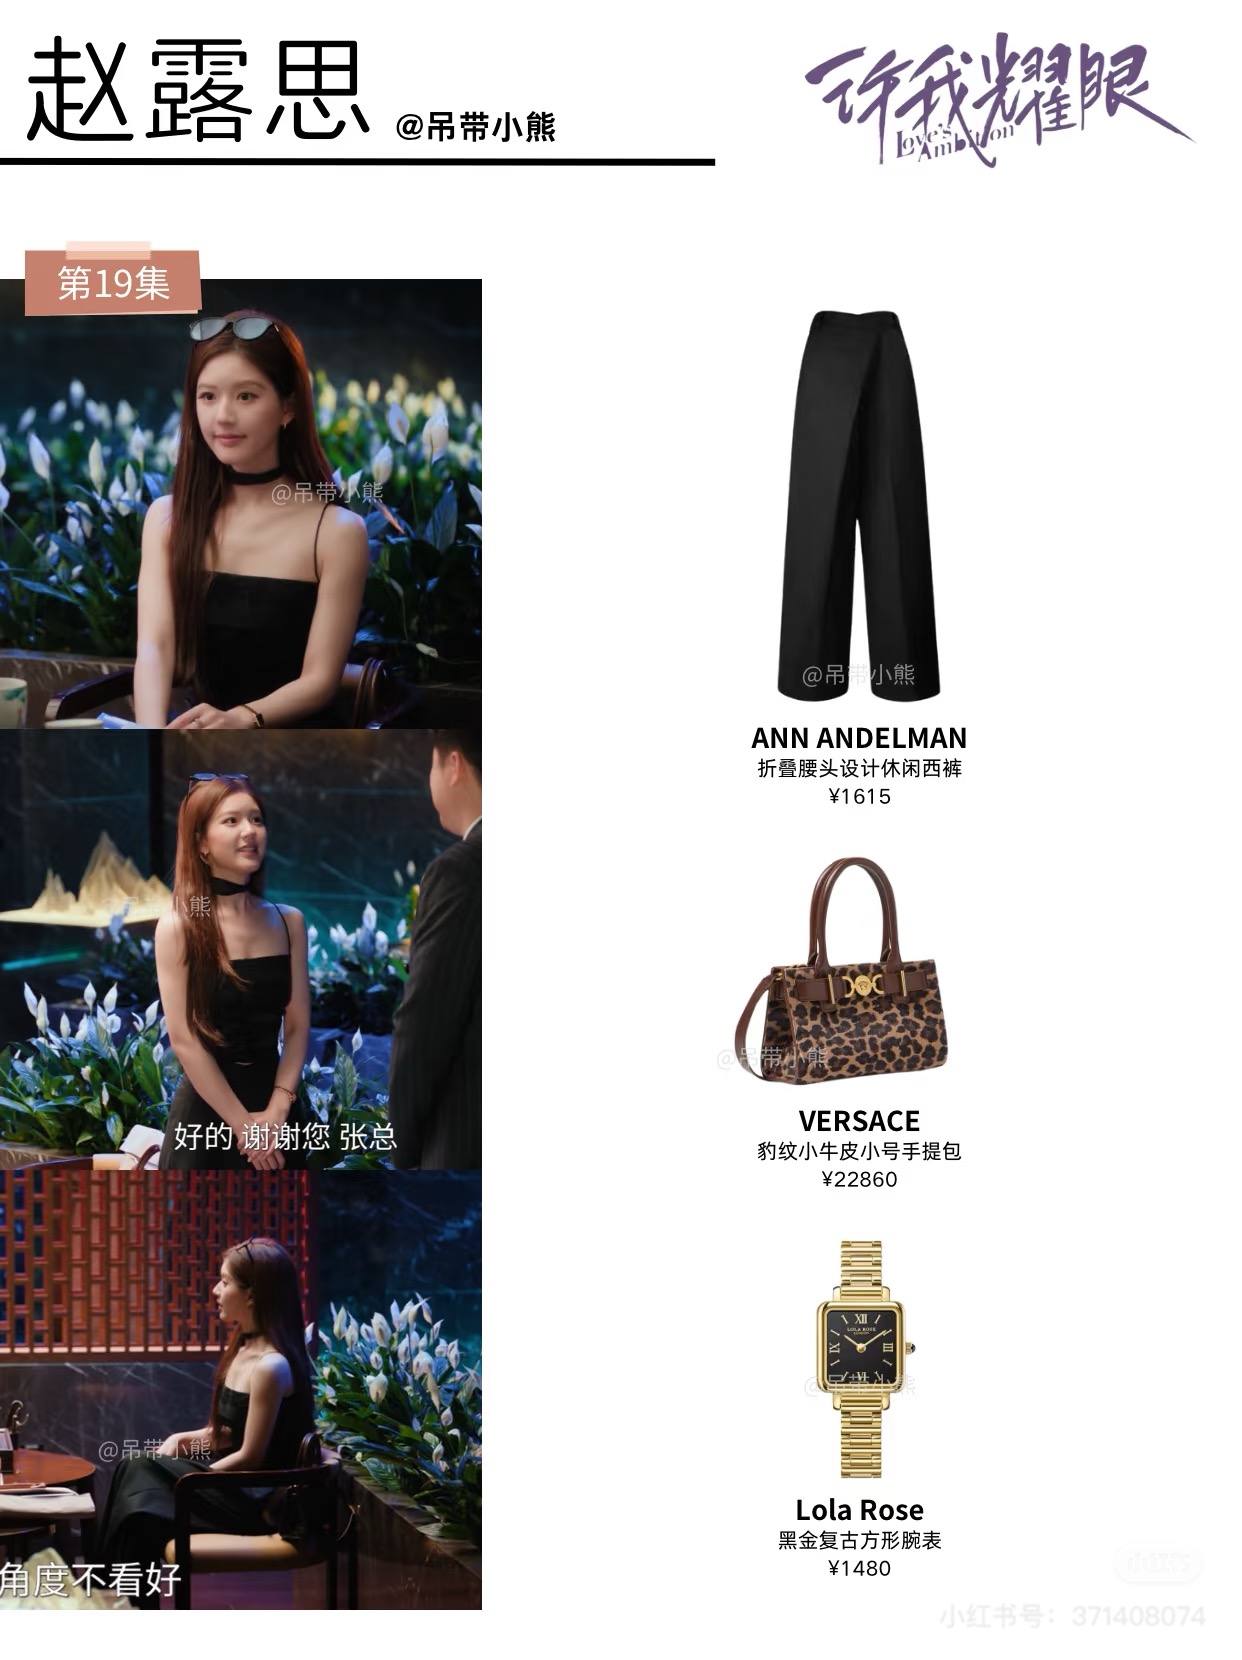 赵露思 @吊带小熊
许我耀眼
Love's
Ambition
第19集
@吊带小熊
@吊带小熊
ANN ANDELMAN
折叠腰头设计休闲西裤
¥1615
@吊带小熊
好的 谢谢您 张总
@吊带小熊
VERSACE
豹纹小牛皮小号手提包
¥22860
XII
LOLA ROSE
LONDON
III
VI
IX
@吊带小熊
@吊带小熊
角度不看好
Lola Rose
黑金复古方形腕表
¥1480
小红书
小红书号：371408074